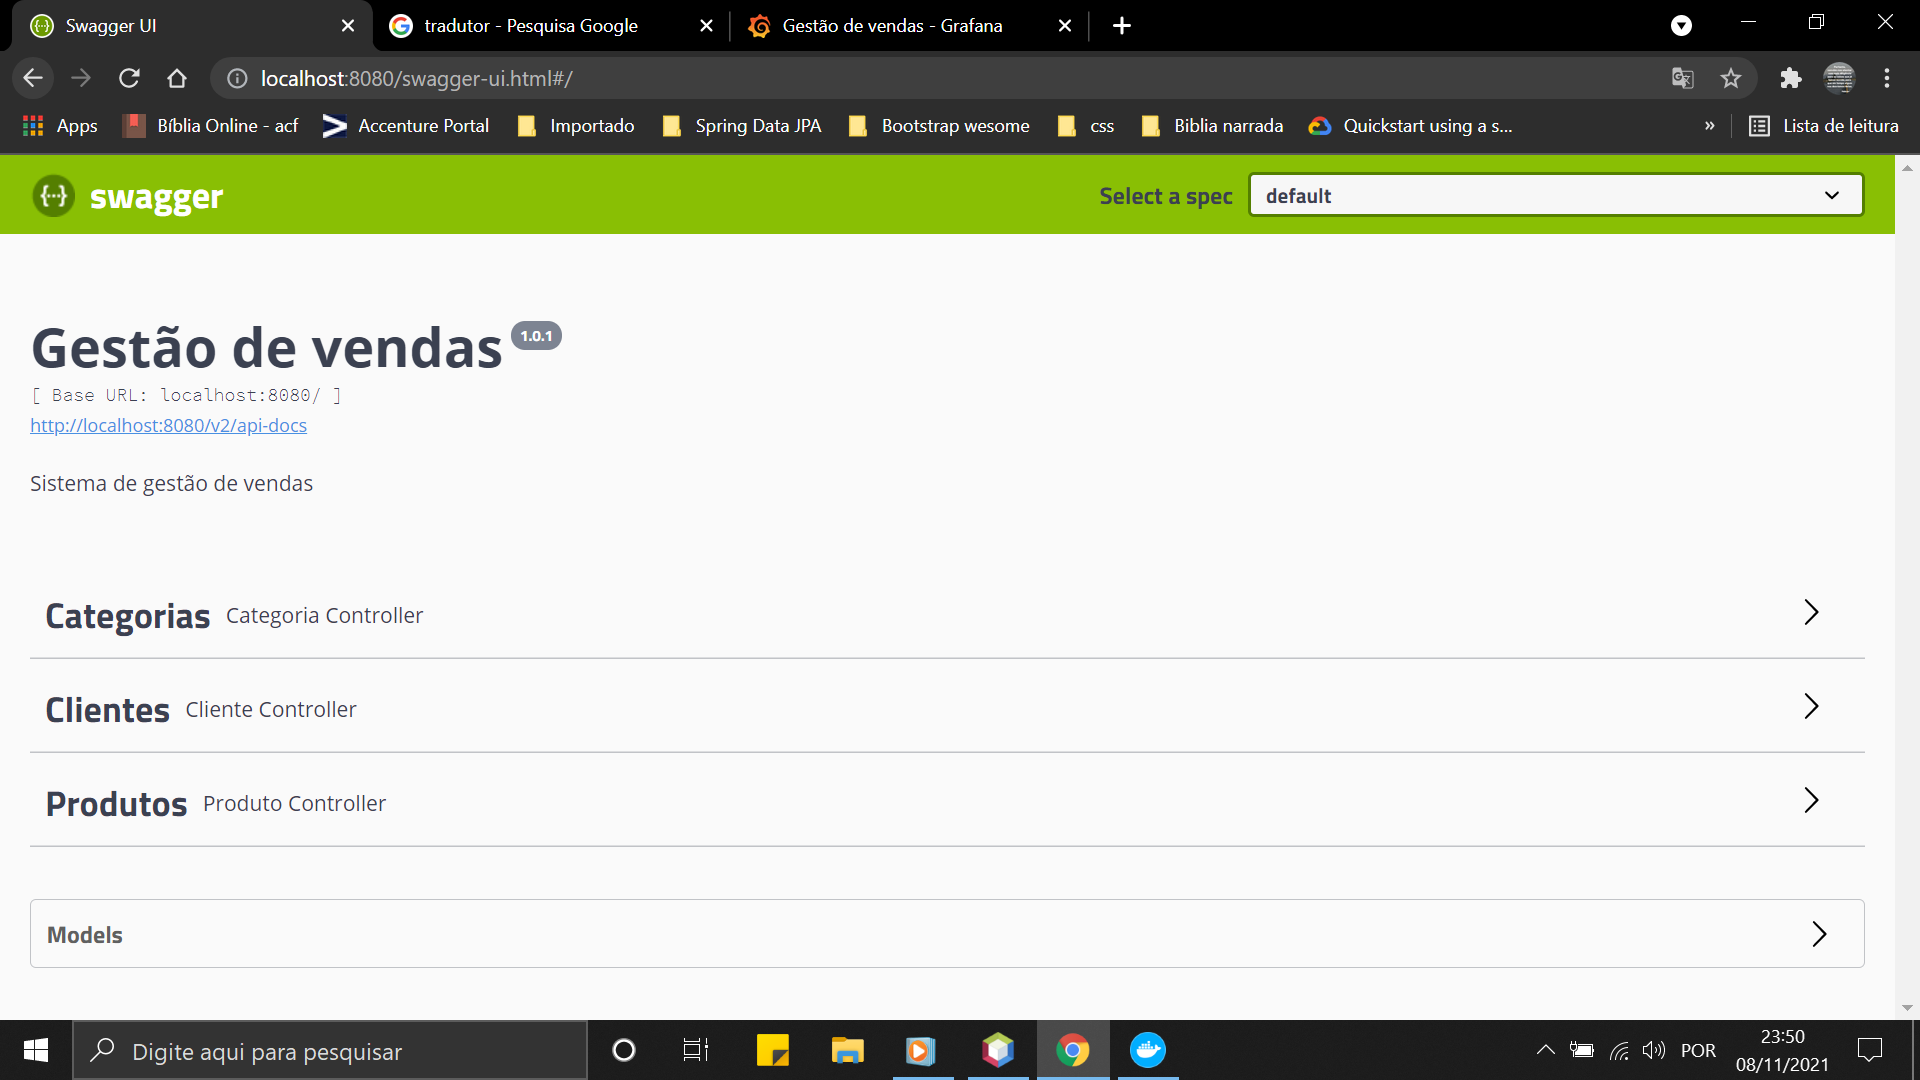 Swagger UI
tradutor - Pesquisa Google
Gestão de vendas - Grafana
localhost:8080/swagger-ui.html#/
Apps
Bíblia Online - acf
Accenture Portal
Importado
Spring Data JPA
Bootstrap wesome
css
Biblia narrada
Quickstart using a s...
»
Lista de leitura
{···} swagger
Select a spec
default
Gestão de vendas 1.0.1
[ Base URL: localhost:8080/ ]
http://localhost:8080/v2/api-docs
Sistema de gestão de vendas
Categorias Categoria Controller
Clientes Cliente Controller
Produtos Produto Controller
Models
Digite aqui para pesquisar
POR
23:50
08/11/2021